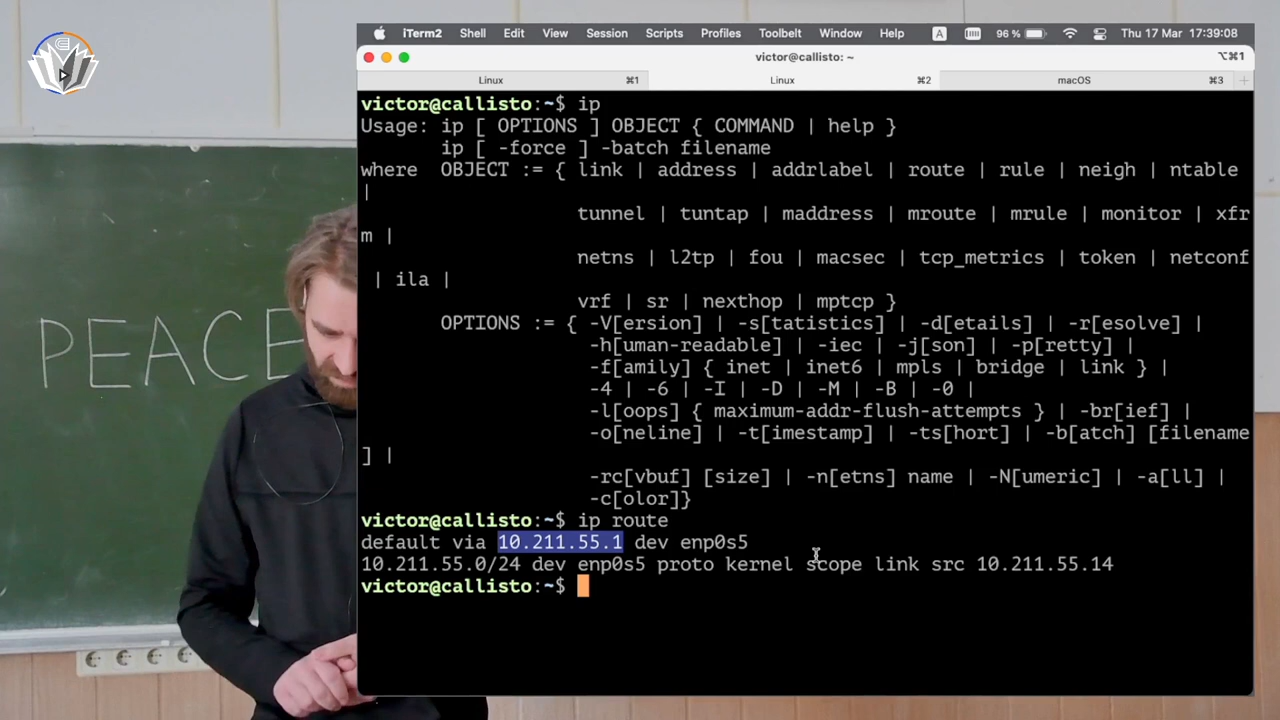 PEACE
iTerm2 Shell Edit View Session Scripts Profiles Toolbelt Window Help A 96 % Thu 17 Mar 17:39:08
victor@callisto: ~ ⌥⌘1
Linux ⌘1 Linux ⌘2 macOS ⌘3 +
victor@callisto:~$ ip
Usage: ip [ OPTIONS ] OBJECT { COMMAND | help }
ip [ -force ] -batch filename
where OBJECT := { link | address | addrlabel | route | rule | neigh | ntable
|
tunnel | tuntap | maddress | mroute | mrule | monitor | xfr
m |
netns | l2tp | fou | macsec | tcp_metrics | token | netconf
| ila |
vrf | sr | nexthop | mptcp }
OPTIONS := { -V[ersion] | -s[tatistics] | -d[etails] | -r[esolve] |
-h[uman-readable] | -iec | -j[son] | -p[retty] |
-f[amily] { inet | inet6 | mpls | bridge | link } |
-4 | -6 | -I | -D | -M | -B | -0 |
-l[oops] { maximum-addr-flush-attempts } | -br[ief] |
-o[neline] | -t[imestamp] | -ts[hort] | -b[atch] [filename
] |
-rc[vbuf] [size] | -n[etns] name | -N[umeric] | -a[ll] |
-c[olor]}
victor@callisto:~$ ip route
default via 10.211.55.1 dev enp0s5
10.211.55.0/24 dev enp0s5 proto kernel scope link src 10.211.55.14
victor@callisto:~$